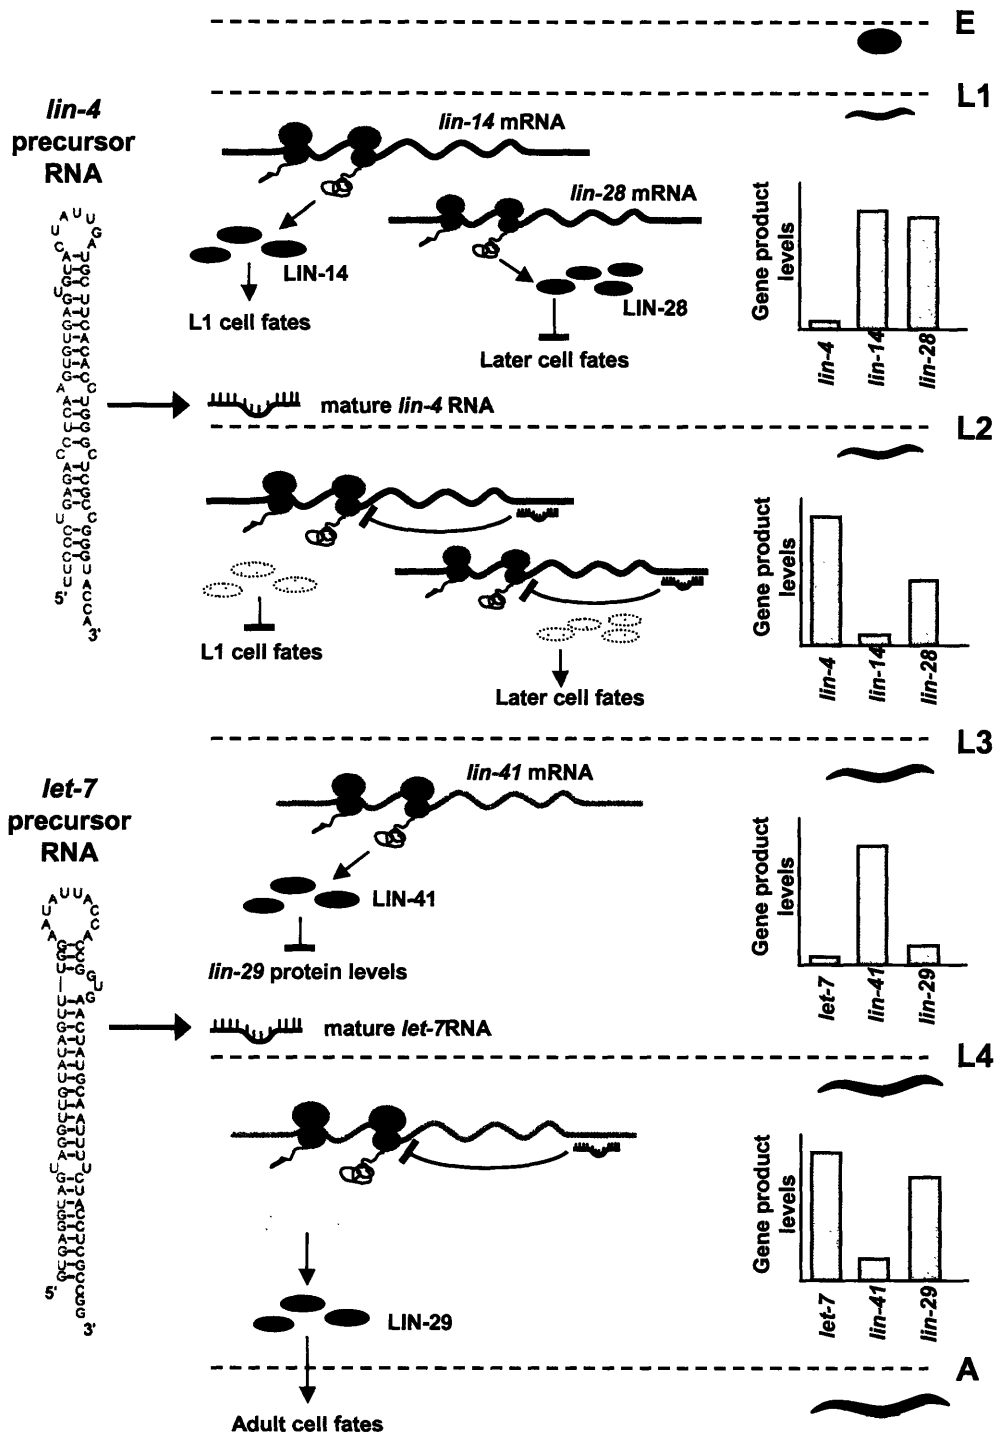 E
L1
lin-4
precursor
RNA
lin-14 mRNA
lin-28 mRNA
LIN-14
L1 cell fates
LIN-28
Later cell fates
Gene product
levels
lin-4
lin-14
lin-28
mature lin-4 RNA
L2
5'
3'
L1 cell fates
Later cell fates
Gene product
levels
lin-4
lin-14
lin-28
L3
let-7
precursor
RNA
lin-41 mRNA
LIN-41
lin-29 protein levels
Gene product
levels
let-7
lin-41
lin-29
mature let-7RNA
L4
5'
3'
LIN-29
Adult cell fates
Gene product
levels
let-7
lin-41
lin-29
A